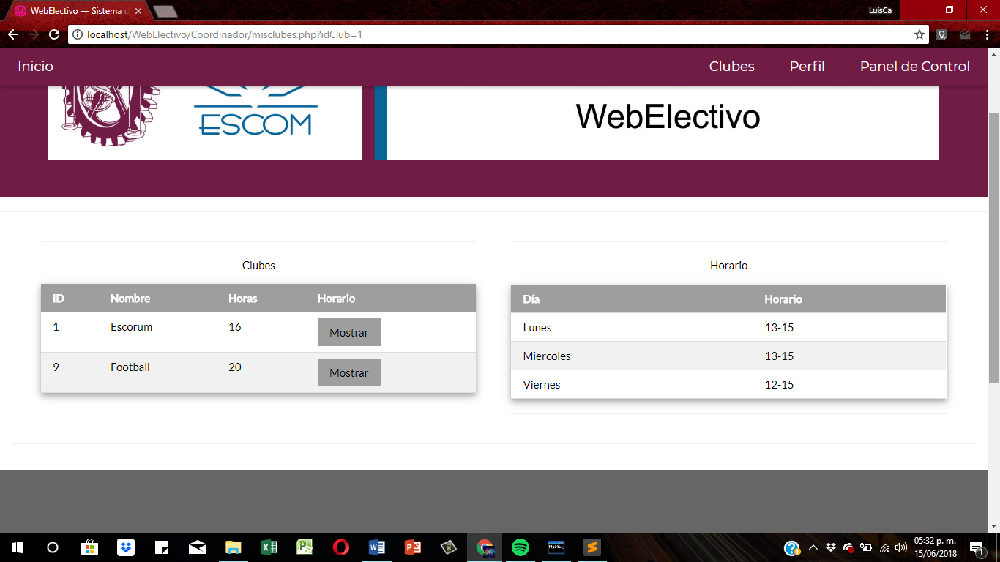 WebElectivo — Sistema d
LuisCa
localhost/WebElectivo/Coordinador/misclubes.php?idClub=1
Inicio Clubes Perfil Panel de Control
ESCOM
WebElectivo
Clubes
ID Nombre Horas Horario
1 Escorum 16 Mostrar
9 Football 20 Mostrar
Horario
Día Horario
Lunes 13-15
Miercoles 13-15
Viernes 12-15
05:32 p. m.
15/06/2018
1